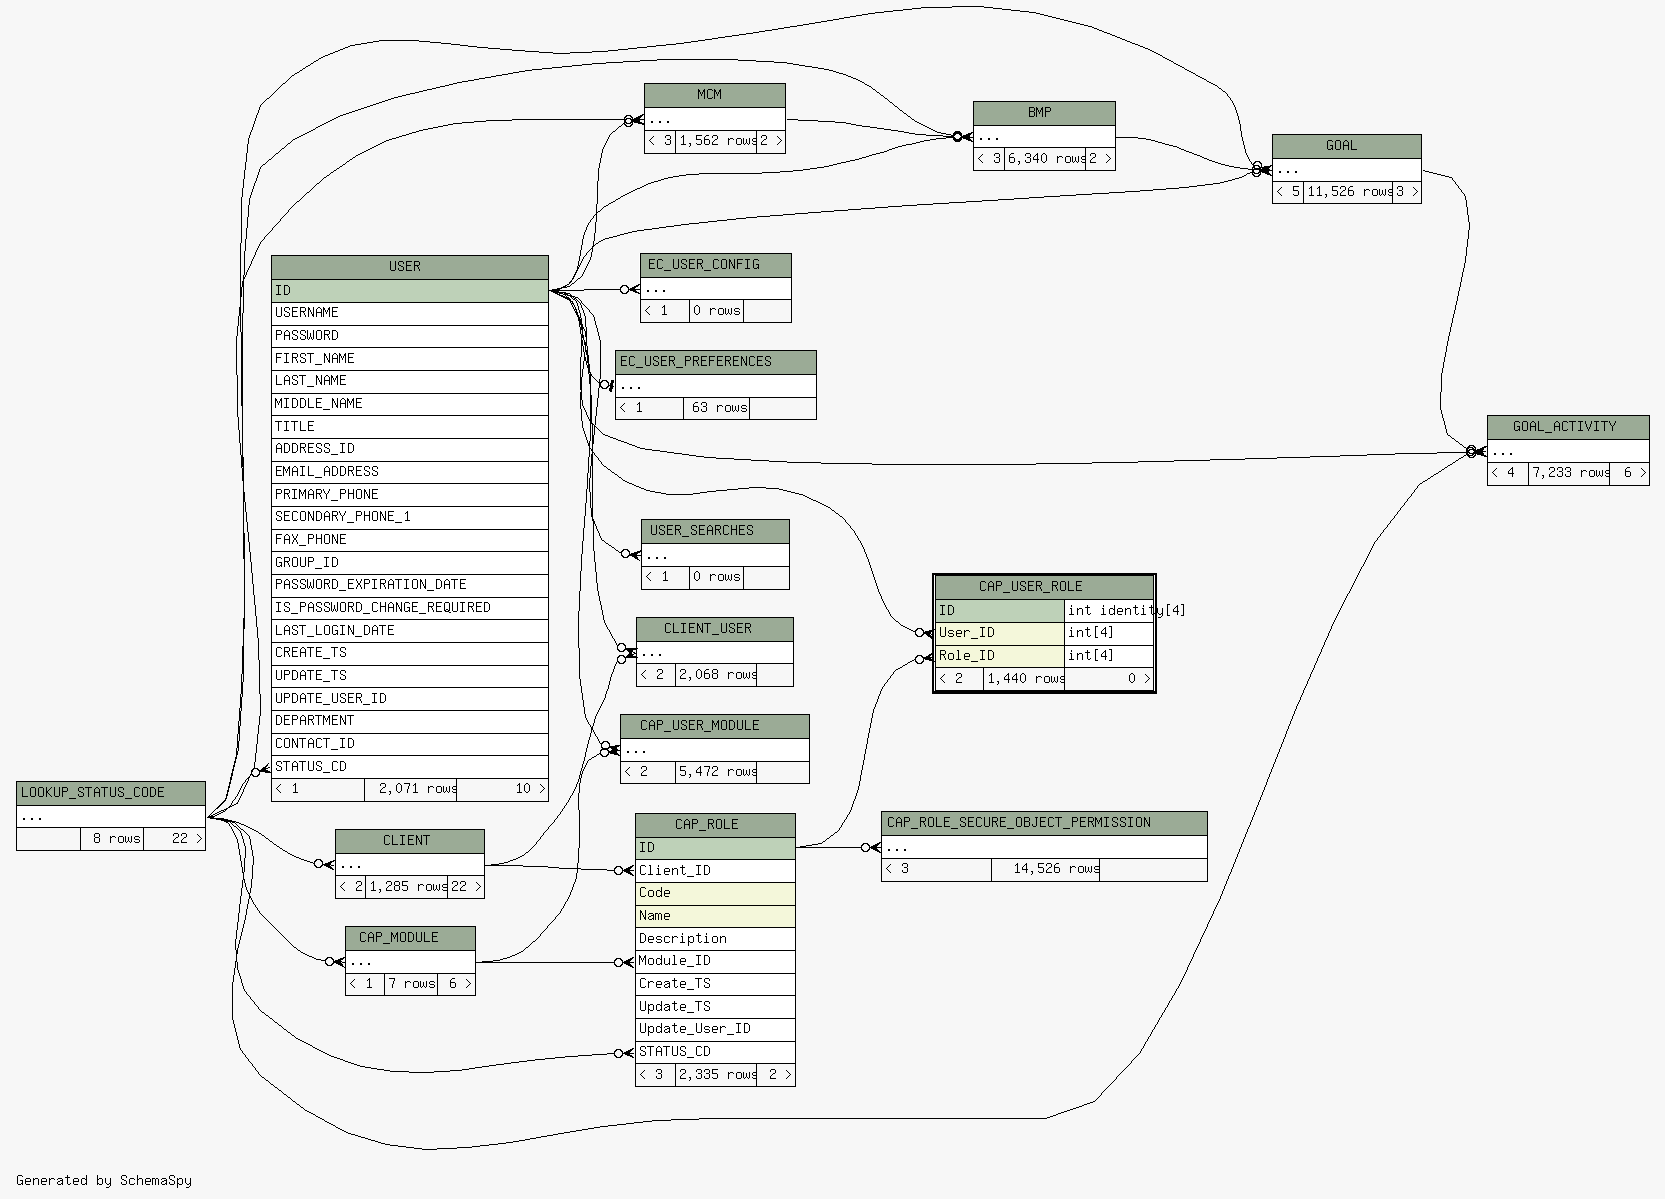 MCM
...
< 3 1,562 rows 2 >
BMP
...
< 3 6,340 rows 2 >
GOAL
...
< 5 11,526 rows 3 >
USER
ID
USERNAME
PASSWORD
FIRST_NAME
LAST_NAME
MIDDLE_NAME
TITLE
ADDRESS_ID
EMAIL_ADDRESS
PRIMARY_PHONE
SECONDARY_PHONE_1
FAX_PHONE
GROUP_ID
PASSWORD_EXPIRATION_DATE
IS_PASSWORD_CHANGE_REQUIRED
LAST_LOGIN_DATE
CREATE_TS
UPDATE_TS
UPDATE_USER_ID
DEPARTMENT
CONTACT_ID
STATUS_CD
< 1 2,071 rows 10 >
EC_USER_CONFIG
...
< 1 0 rows
EC_USER_PREFERENCES
...
< 1 63 rows
GOAL_ACTIVITY
...
< 4 7,233 rows 6 >
USER_SEARCHES
...
< 1 0 rows
CAP_USER_ROLE
ID int identity[4]
User_ID int[4]
Role_ID int[4]
< 2 1,440 rows 0 >
CLIENT_USER
...
< 2 2,068 rows
CAP_USER_MODULE
...
< 2 5,472 rows
LOOKUP_STATUS_CODE
...
8 rows 22 >
CLIENT
...
< 2 1,285 rows 22 >
CAP_ROLE
ID
Client_ID
Code
Name
Description
Module_ID
Create_TS
Update_TS
Update_User_ID
STATUS_CD
< 3 2,335 rows 2 >
CAP_ROLE_SECURE_OBJECT_PERMISSION
...
< 3 14,526 rows
CAP_MODULE
...
< 1 7 rows 6 >
Generated by SchemaSpy